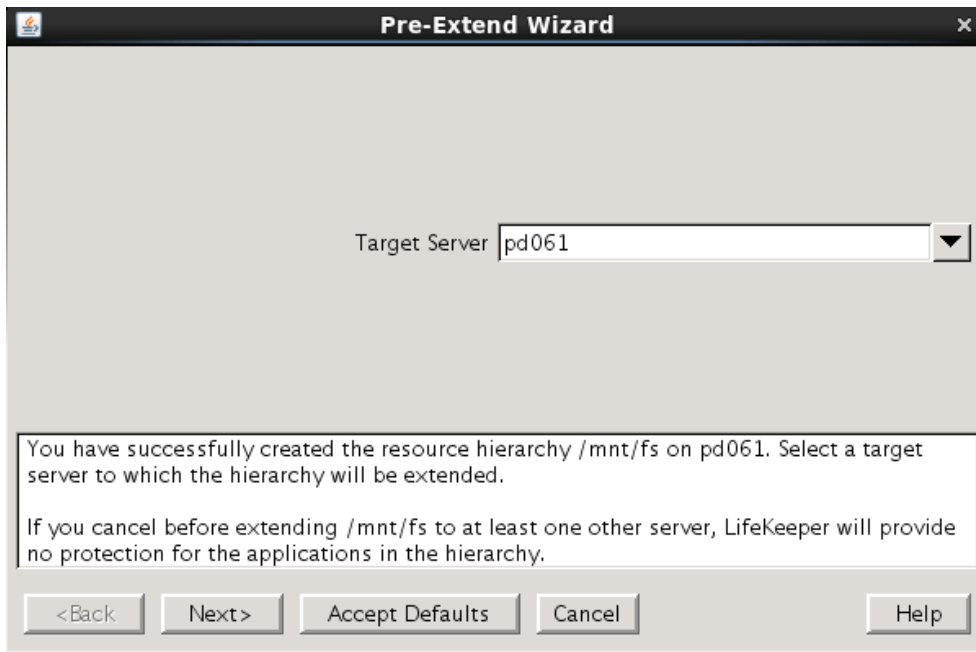 Pre-Extend Wizard
Target Server pd061
You have successfully created the resource hierarchy /mnt/fs on pd061. Select a target
server to which the hierarchy will be extended.
If you cancel before extending /mnt/fs to at least one other server, LifeKeeper will provide
no protection for the applications in the hierarchy.
<Back Next> Accept Defaults Cancel Help